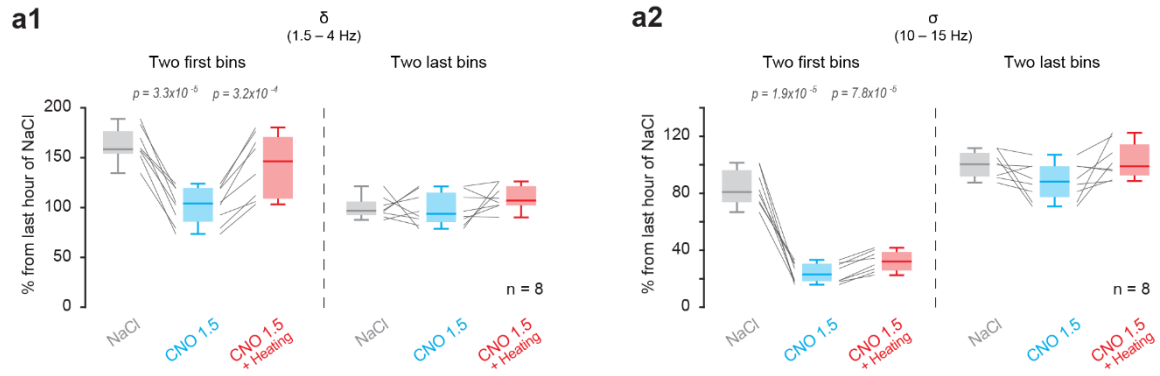 a1
δ
(1.5 – 4 Hz)
Two first bins
Two last bins
p = 3.3x10⁻⁵
p = 3.2x10⁻⁴
% from last hour of NaCl
200
150
100
50
0
n = 8
NaCl
CNO 1.5
CNO 1.5
+ Heating
NaCl
CNO 1.5
CNO 1.5
+ Heating
a2
σ
(10 – 15 Hz)
Two first bins
Two last bins
p = 1.9x10⁻⁵
p = 7.8x10⁻⁵
% from last hour of NaCl
120
80
40
0
n = 8
NaCl
CNO 1.5
CNO 1.5
+ Heating
NaCl
CNO 1.5
CNO 1.5
+ Heating